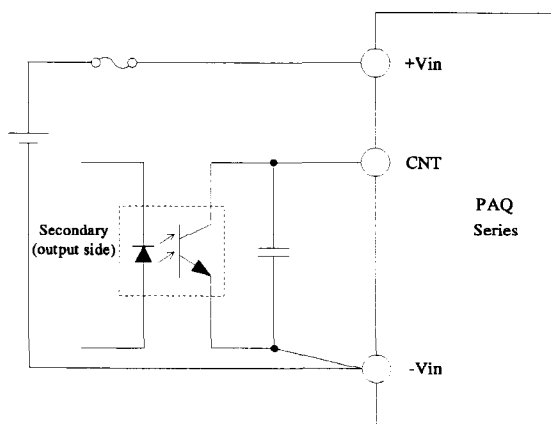 +Vin
CNT
PAQ
Series
Secondary
(output side)
-Vin